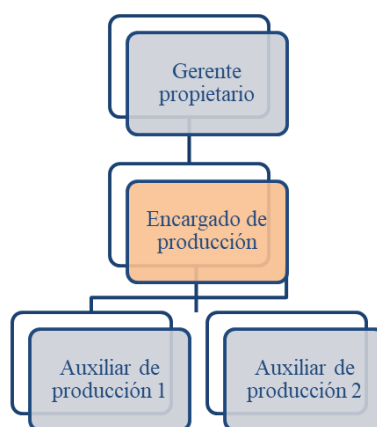 Gerente
propietario
Encargado de
producción
Auxiliar de
producción 1
Auxiliar de
producción 2